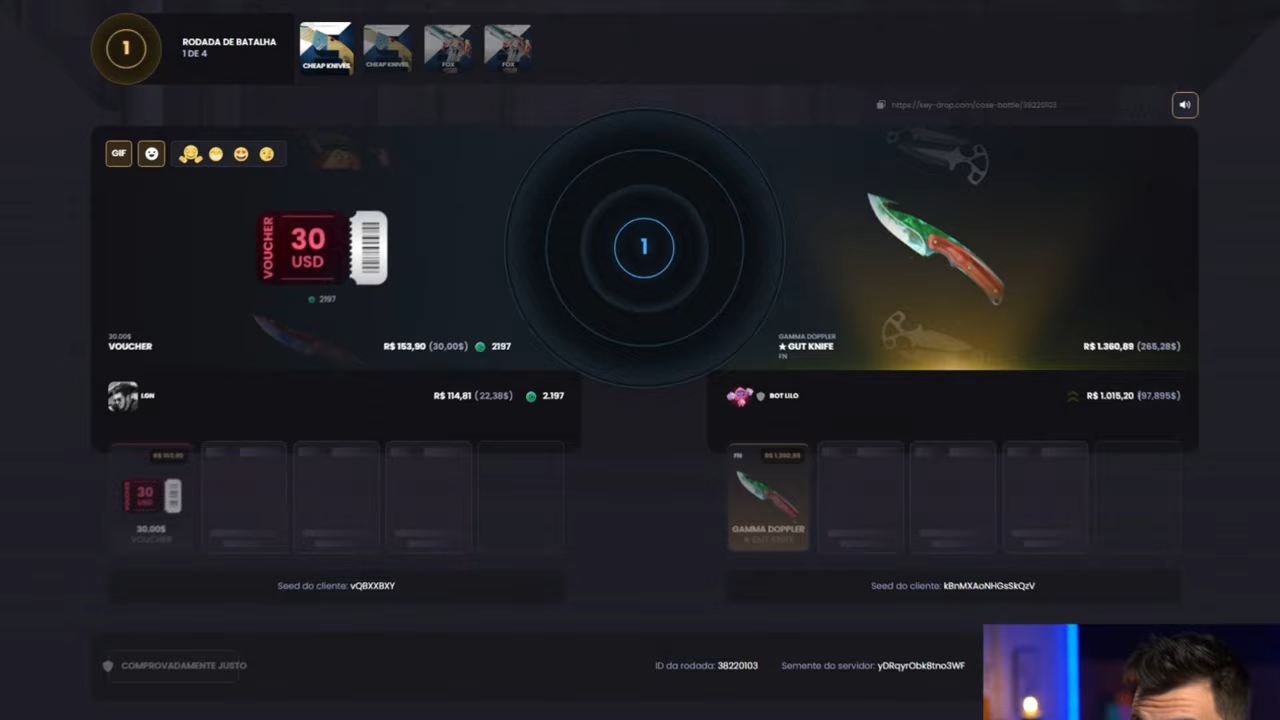 1
RODADA DE BATALHA
1 DE 4
CHEAP KNIVES
CHEAP KNIVES
FOX
FOX
https://key-drop.com/case-battle/38220103
GIF
VOUCHER
30
USD
2197
1
30.00$
VOUCHER
R$ 153,90 (30,00$) 2197
GAMMA DOPPLER
★ GUT KNIFE
FN
R$ 1.360,89 (265,28$)
LGN
R$ 114,81 (22,38$) 2.197
BOT LILO
R$ 1.015,20 (97,895$)
R$ 153,90
30
USD
30.00$
VOUCHER
FN
R$ 1.360,89
GAMMA DOPPLER
★ GUT KNIFE
Seed do cliente: vQBXXBXY
Seed do cliente: kBnMXAoNHGsSkQzV
COMPROVADAMENTE JUSTO
ID da rodada: 38220103
Semente do servidor: yDRqyrObk8tno3WF